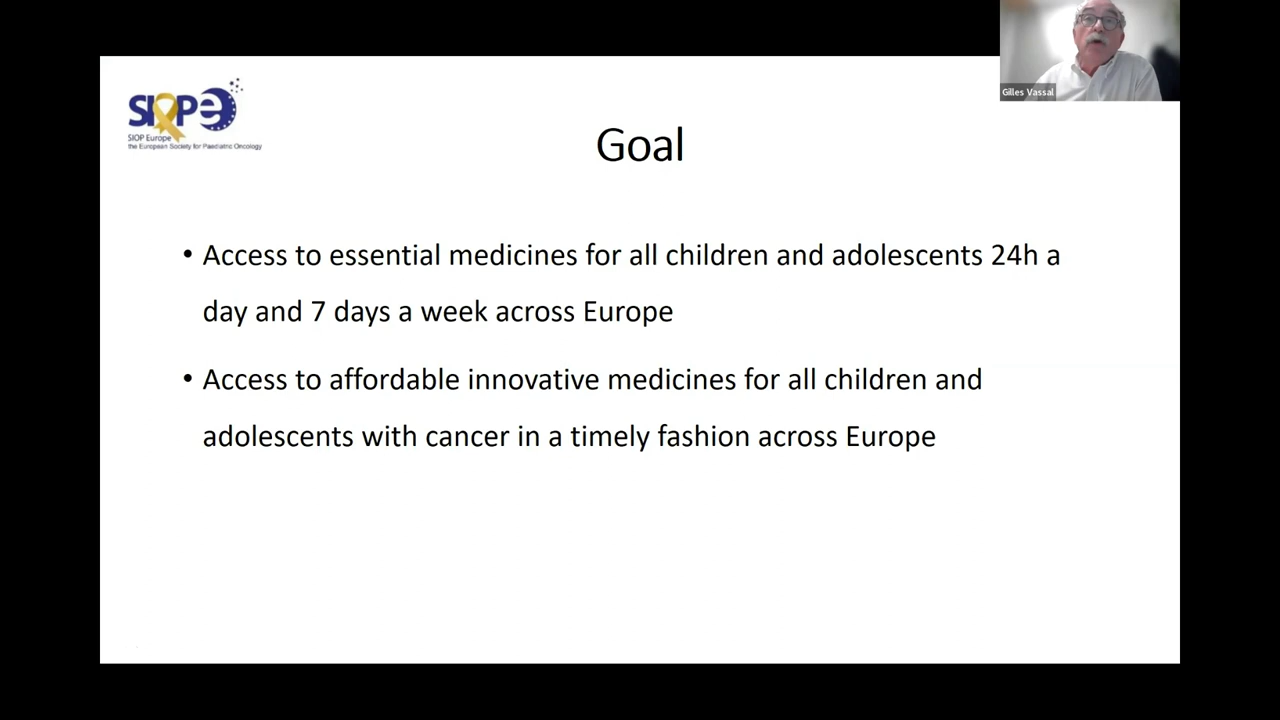 Gilles Vassal
SIOPe
SIOP Europe
the European Society for Paediatric Oncology
Goal
• Access to essential medicines for all children and adolescents 24h a
day and 7 days a week across Europe
• Access to affordable innovative medicines for all children and
adolescents with cancer in a timely fashion across Europe